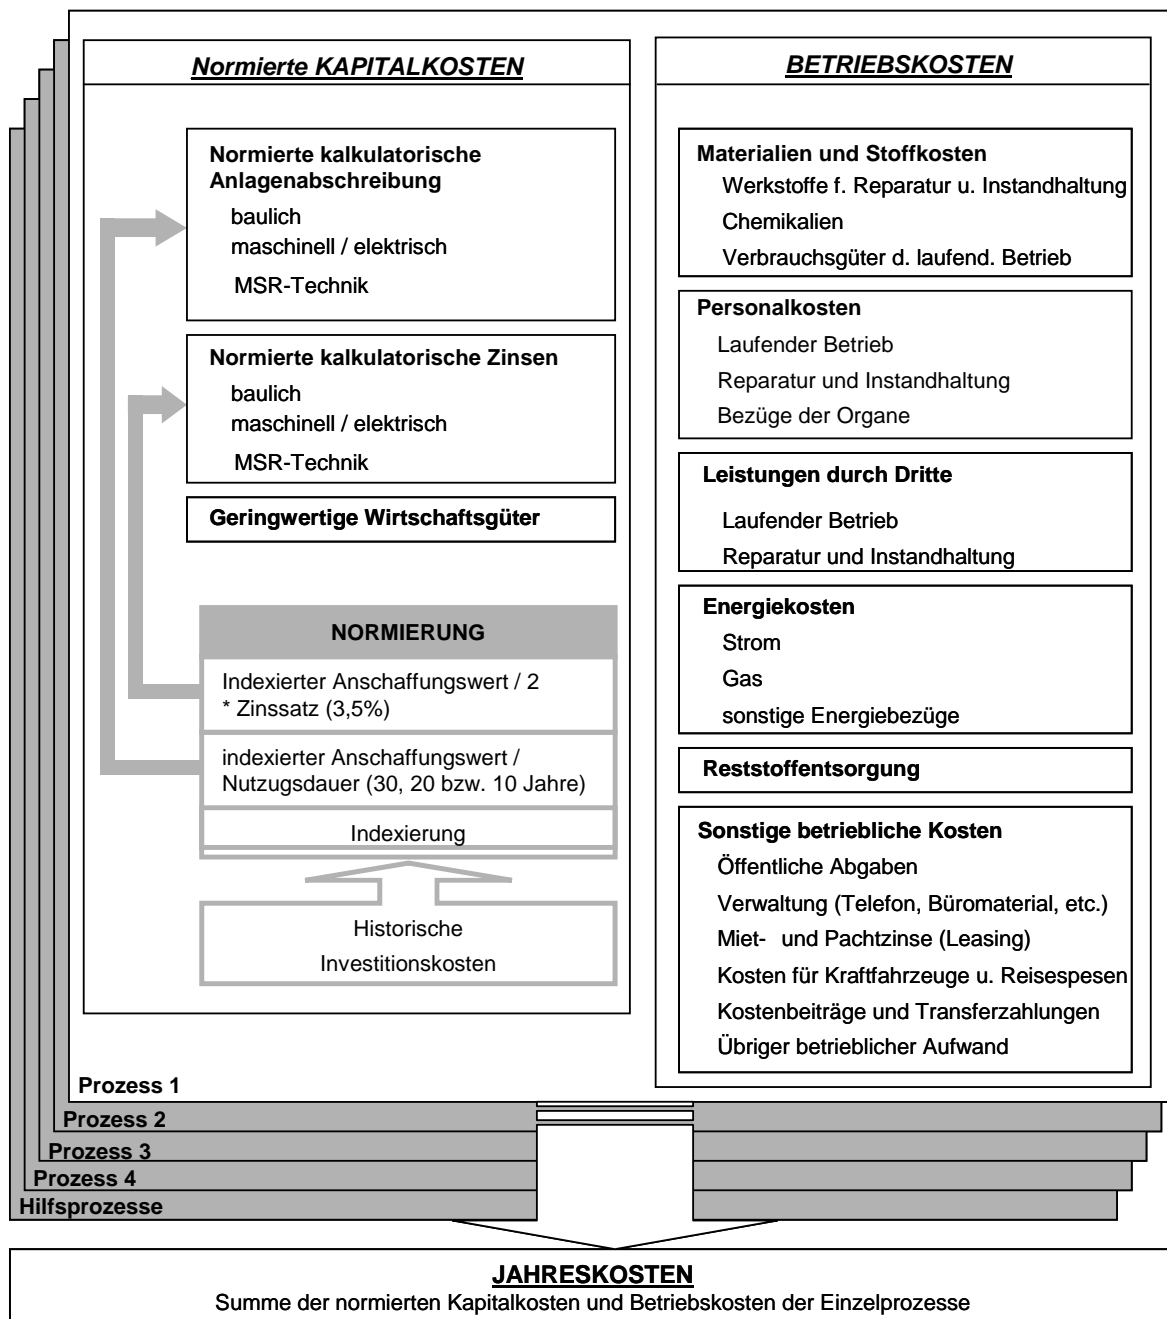 Normierte KAPITALKOSTEN
Normierte kalkulatorische
Anlagenabschreibung
baulich
maschinell / elektrisch
MSR-Technik
Normierte kalkulatorische Zinsen
baulich
maschinell / elektrisch
MSR-Technik
Geringwertige Wirtschaftsgüter
NORMIERUNG
Indexierter Anschaffungswert / 2
* Zinssatz (3,5%)
indexierter Anschaffungswert /
Nutzugsdauer (30, 20 bzw. 10 Jahre)
Indexierung
Historische
Investitionskosten
BETRIEBSKOSTEN
Materialien und Stoffkosten
Werkstoffe f. Reparatur u. Instandhaltung
Chemikalien
Verbrauchsgüter d. laufend. Betrieb
Personalkosten
Laufender Betrieb
Reparatur und Instandhaltung
Bezüge der Organe
Leistungen durch Dritte
Laufender Betrieb
Reparatur und Instandhaltung
Energiekosten
Strom
Gas
sonstige Energiebezüge
Reststoffentsorgung
Sonstige betriebliche Kosten
Öffentliche Abgaben
Verwaltung (Telefon, Büromaterial, etc.)
Miet- und Pachtzinse (Leasing)
Kosten für Kraftfahrzeuge u. Reisespesen
Kostenbeiträge und Transferzahlungen
Übriger betrieblicher Aufwand
Prozess 1
Prozess 2
Prozess 3
Prozess 4
Hilfsprozesse
JAHRESKOSTEN
Summe der normierten Kapitalkosten und Betriebskosten der Einzelprozesse